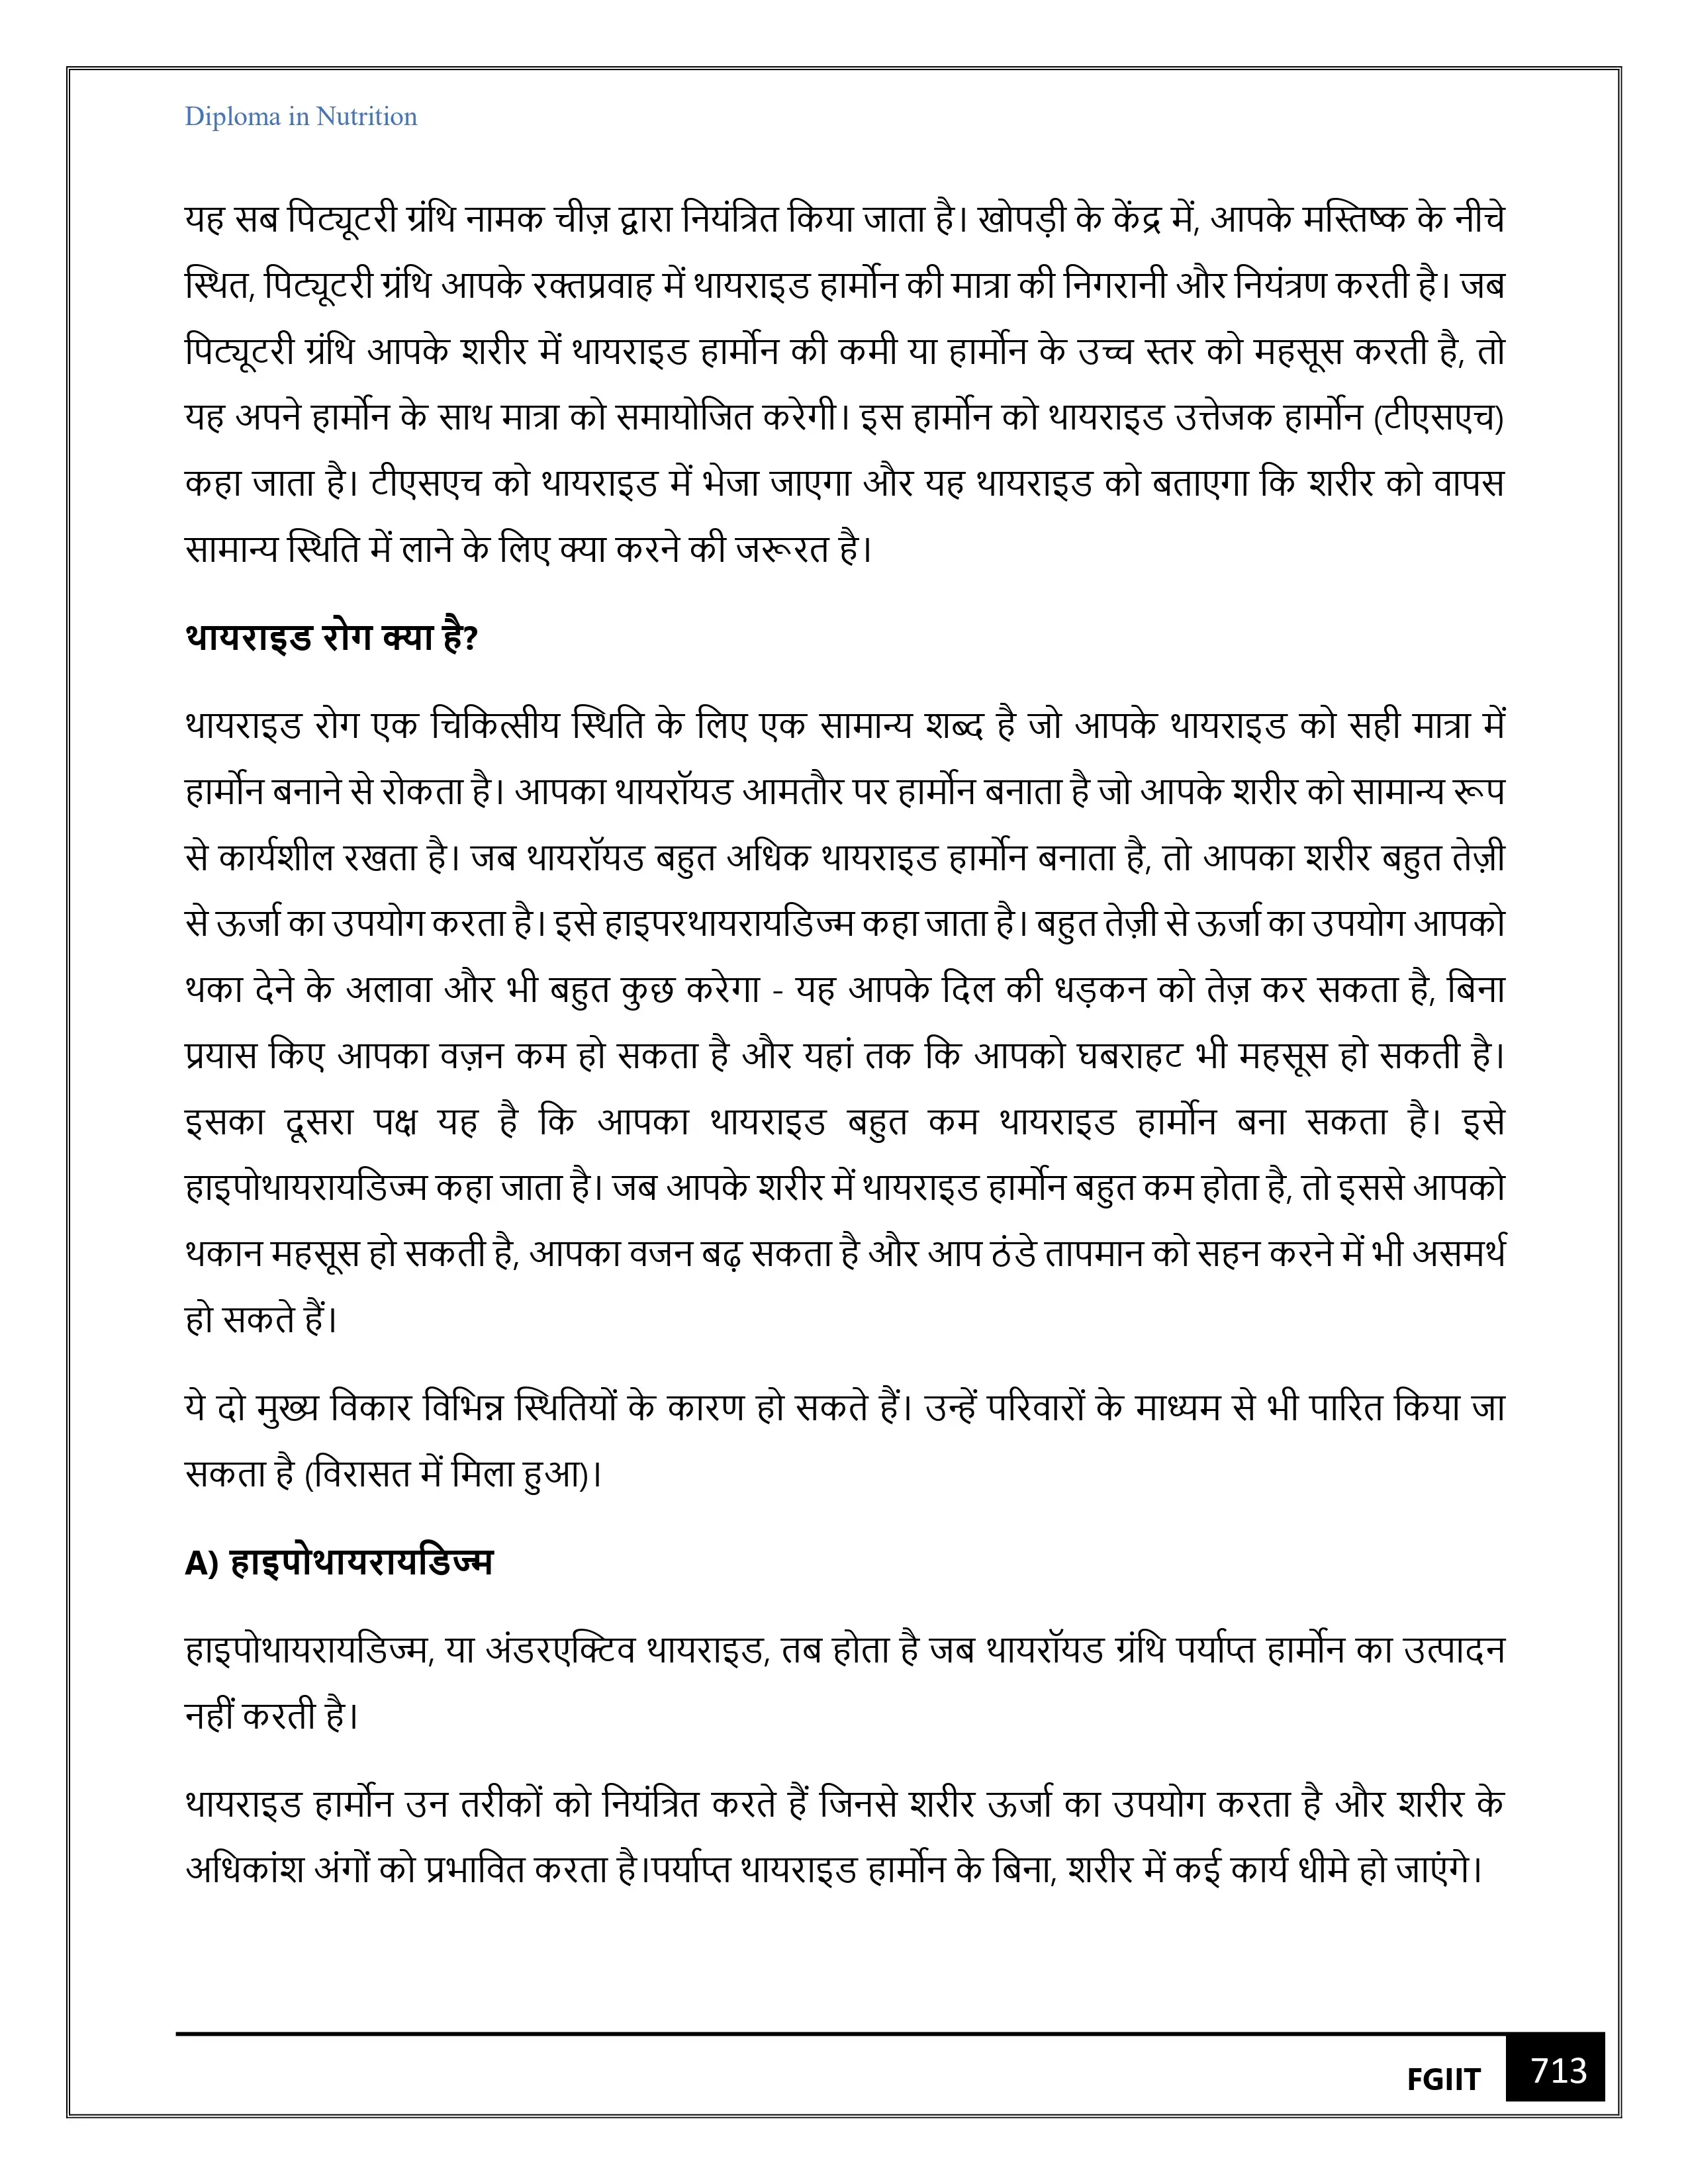 Diploma in Nutrition
यह सब पिट्यूटरी ग्रंथि नामक चीज़ द्वारा नियंत्रित किया जाता है। खोपड़ी के केंद्र में, आपके मस्तिष्क के नीचे
स्थित, पिट्यूटरी ग्रंथि आपके रक्तप्रवाह में थायराइड हार्मोन की मात्रा की निगरानी और नियंत्रण करती है। जब
पिट्यूटरी ग्रंथि आपके शरीर में थायराइड हार्मोन की कमी या हार्मोन के उच्च स्तर को महसूस करती है, तो
यह अपने हार्मोन के साथ मात्रा को समायोजित करेगी। इस हार्मोन को थायराइड उत्तेजक हार्मोन (टीएसएच)
कहा जाता है। टीएसएच को थायराइड में भेजा जाएगा और यह थायराइड को बताएगा कि शरीर को वापस
सामान्य स्थिति में लाने के लिए क्या करने की जरूरत है।
थायराइड रोग क्या है?
थायराइड रोग एक चिकित्सीय स्थिति के लिए एक सामान्य शब्द है जो आपके थायराइड को सही मात्रा में
हार्मोन बनाने से रोकता है। आपका थायरॉयड आमतौर पर हार्मोन बनाता है जो आपके शरीर को सामान्य रूप
से कार्यशील रखता है। जब थायरॉयड बहुत अधिक थायराइड हार्मोन बनाता है, तो आपका शरीर बहुत तेज़ी
से ऊर्जा का उपयोग करता है। इसे हाइपरथायरायडिज्म कहा जाता है। बहुत तेज़ी से ऊर्जा का उपयोग आपको
थका देने के अलावा और भी बहुत कुछ करेगा - यह आपके दिल की धड़कन को तेज़ कर सकता है, बिना
प्रयास किए आपका वज़न कम हो सकता है और यहां तक कि आपको घबराहट भी महसूस हो सकती है।
इसका दूसरा पक्ष यह है कि आपका थायराइड बहुत कम थायराइड हार्मोन बना सकता है। इसे
हाइपोथायरायडिज्म कहा जाता है। जब आपके शरीर में थायराइड हार्मोन बहुत कम होता है, तो इससे आपको
थकान महसूस हो सकती है, आपका वजन बढ़ सकता है और आप ठंडे तापमान को सहन करने में भी असमर्थ
हो सकते हैं।
ये दो मुख्य विकार विभिन्न स्थितियों के कारण हो सकते हैं। उन्हें परिवारों के माध्यम से भी पारित किया जा
सकता है (विरासत में मिला हुआ)।
A) हाइपोथायरायडिज्म
हाइपोथायरायडिज्म, या अंडरएक्टिव थायराइड, तब होता है जब थायरॉयड ग्रंथि पर्याप्त हार्मोन का उत्पादन
नहीं करती है।
थायराइड हार्मोन उन तरीकों को नियंत्रित करते हैं जिनसे शरीर ऊर्जा का उपयोग करता है और शरीर के
अधिकांश अंगों को प्रभावित करता है।पर्याप्त थायराइड हार्मोन के बिना, शरीर में कई कार्य धीमे हो जाएंगे।
FGIIT 713